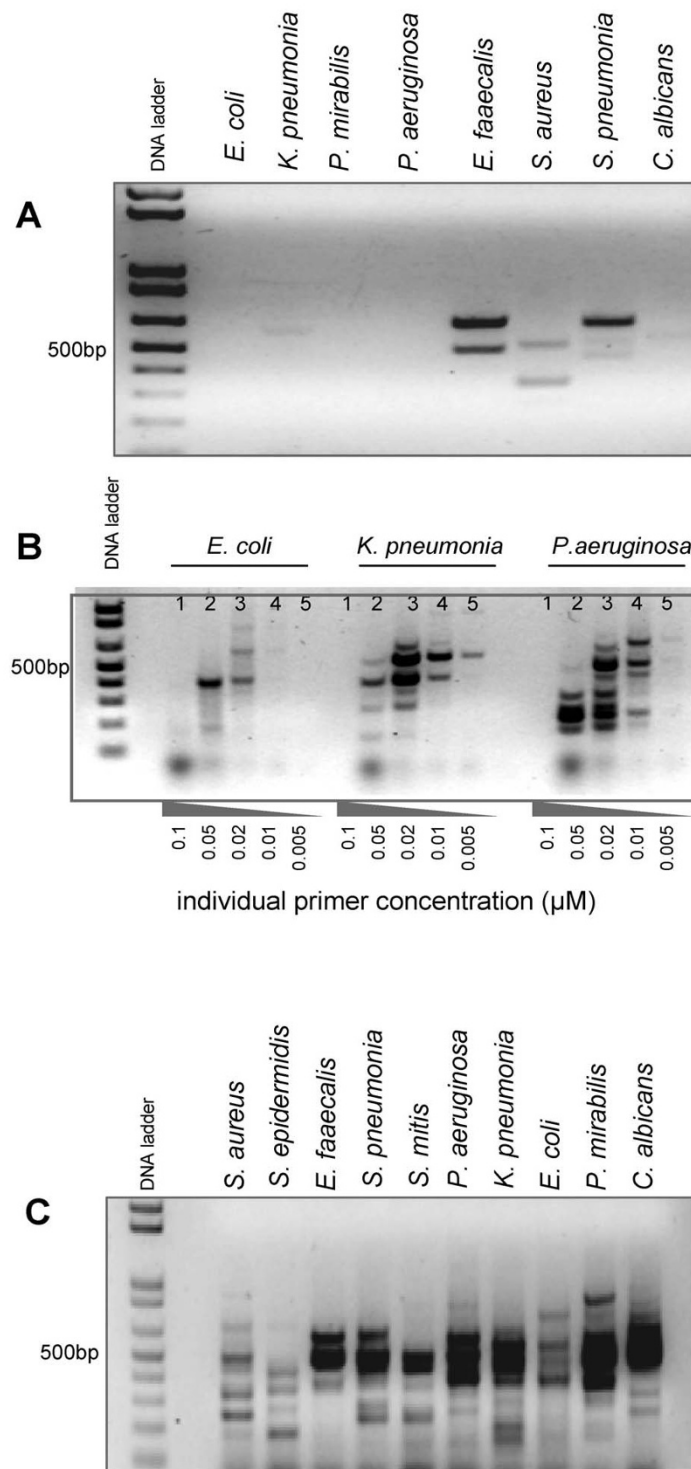 DNA ladder
E. coli
K. pneumonia
P. mirabilis
P. aeruginosa
E. faaecalis
S. aureus
S. pneumonia
C. albicans
A
500bp
DNA ladder
B
E. coli
K. pneumonia
P.aeruginosa
1 2 3 4 5 1 2 3 4 5 1 2 3 4 5
500bp
0.1 0.05 0.02 0.01 0.005 0.1 0.05 0.02 0.01 0.005 0.1 0.05 0.02 0.01 0.005
individual primer concentration (µM)
DNA ladder
S. aureus
S. epidermidis
E. faaecalis
S. pneumonia
S. mitis
P. aeruginosa
K. pneumonia
E. coli
P. mirabilis
C. albicans
C
500bp